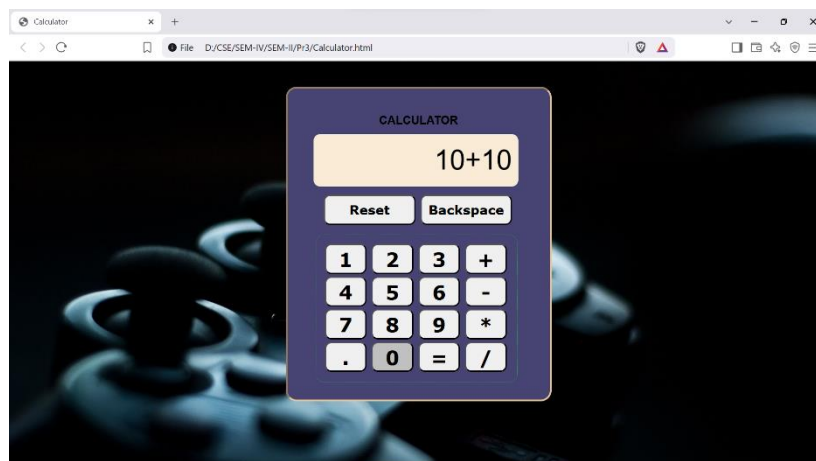 Calculator
File D:/CSE/SEM-IV/SEM-II/Pr3/Calculator.html
CALCULATOR
10+10
Reset Backspace
1 2 3 +
4 5 6 -
7 8 9 *
. 0 = /